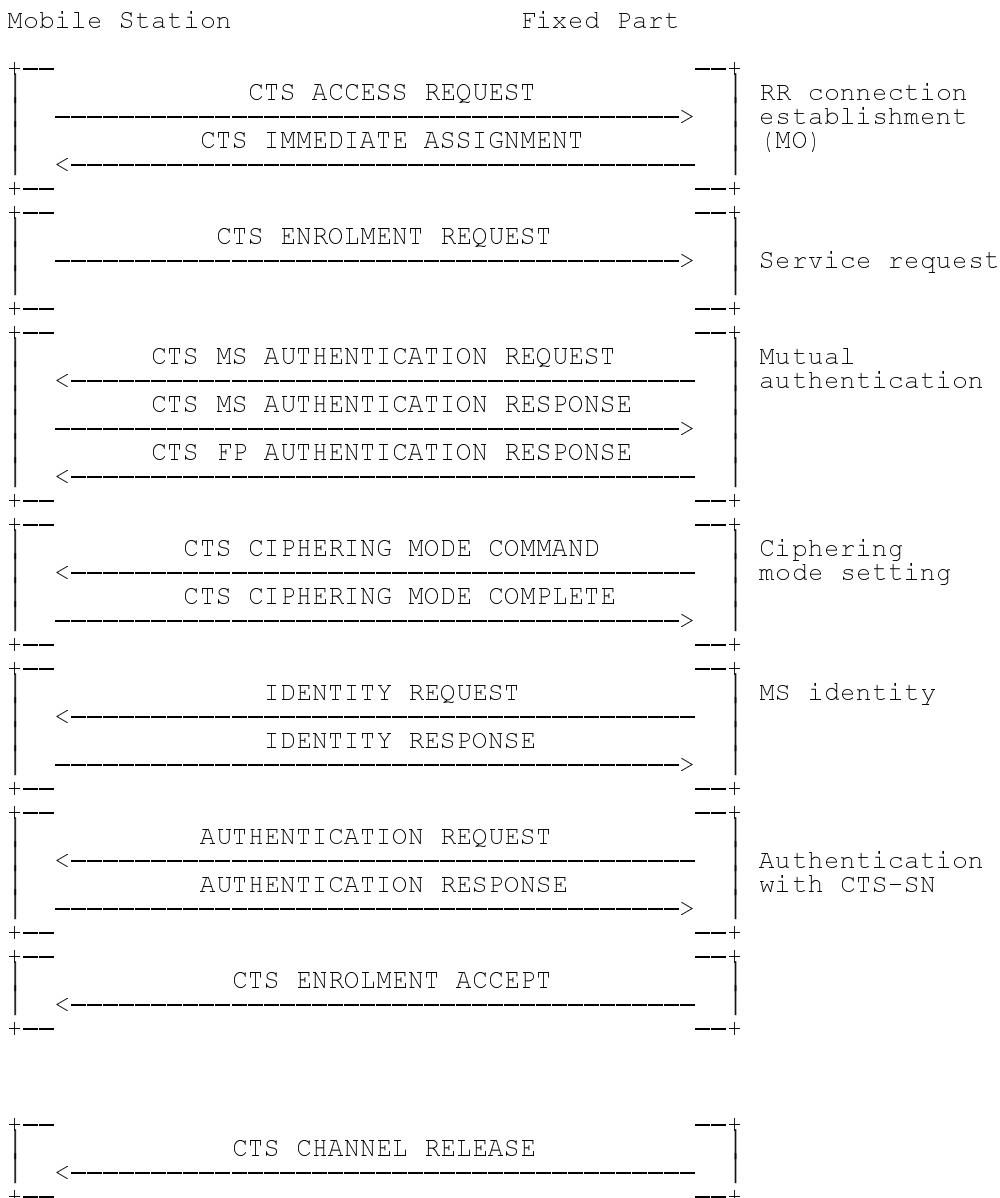 Mobile Station Fixed Part
CTS ACCESS REQUEST RR connection
establishment
CTS IMMEDIATE ASSIGNMENT (MO)
CTS ENROLMENT REQUEST
Service request
CTS MS AUTHENTICATION REQUEST Mutual
authentication
CTS MS AUTHENTICATION RESPONSE
CTS FP AUTHENTICATION RESPONSE
CTS CIPHERING MODE COMMAND Ciphering
mode setting
CTS CIPHERING MODE COMPLETE
IDENTITY REQUEST MS identity
IDENTITY RESPONSE
AUTHENTICATION REQUEST
Authentication
AUTHENTICATION RESPONSE with CTS-SN
CTS ENROLMENT ACCEPT
CTS CHANNEL RELEASE